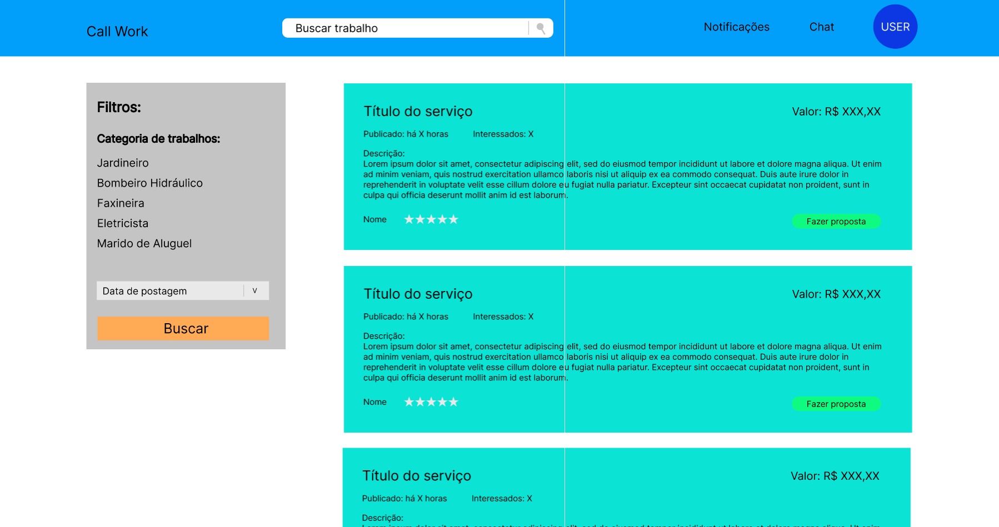 Call Work
Buscar trabalho
Notificações
Chat
USER
Filtros:
Categoria de trabalhos:
Jardineiro
Bombeiro Hidráulico
Faxineira
Eletricista
Marido de Aluguel
Data de postagem
V
Buscar
Título do serviço
Valor: R$ XXX,XX
Publicado: há X horas
Interessados: X
Descrição:
Lorem ipsum dolor sit amet, consectetur adipiscing elit, sed do eiusmod tempor incididunt ut labore et dolore magna aliqua. Ut enim
ad minim veniam, quis nostrud exercitation ullamco laboris nisi ut aliquip ex ea commodo consequat. Duis aute irure dolor in
reprehenderit in voluptate velit esse cillum dolore eu fugiat nulla pariatur. Excepteur sint occaecat cupidatat non proident, sunt in
culpa qui officia deserunt mollit anim id est laborum.
Nome
Fazer proposta
Título do serviço
Valor: R$ XXX,XX
Publicado: há X horas
Interessados: X
Descrição:
Lorem ipsum dolor sit amet, consectetur adipiscing elit, sed do eiusmod tempor incididunt ut labore et dolore magna aliqua. Ut enim
ad minim veniam, quis nostrud exercitation ullamco laboris nisi ut aliquip ex ea commodo consequat. Duis aute irure dolor in
reprehenderit in voluptate velit esse cillum dolore eu fugiat nulla pariatur. Excepteur sint occaecat cupidatat non proident, sunt in
culpa qui officia deserunt mollit anim id est laborum.
Nome
Fazer proposta
Título do serviço
Valor: R$ XXX,XX
Publicado: há X horas
Interessados: X
Descrição: